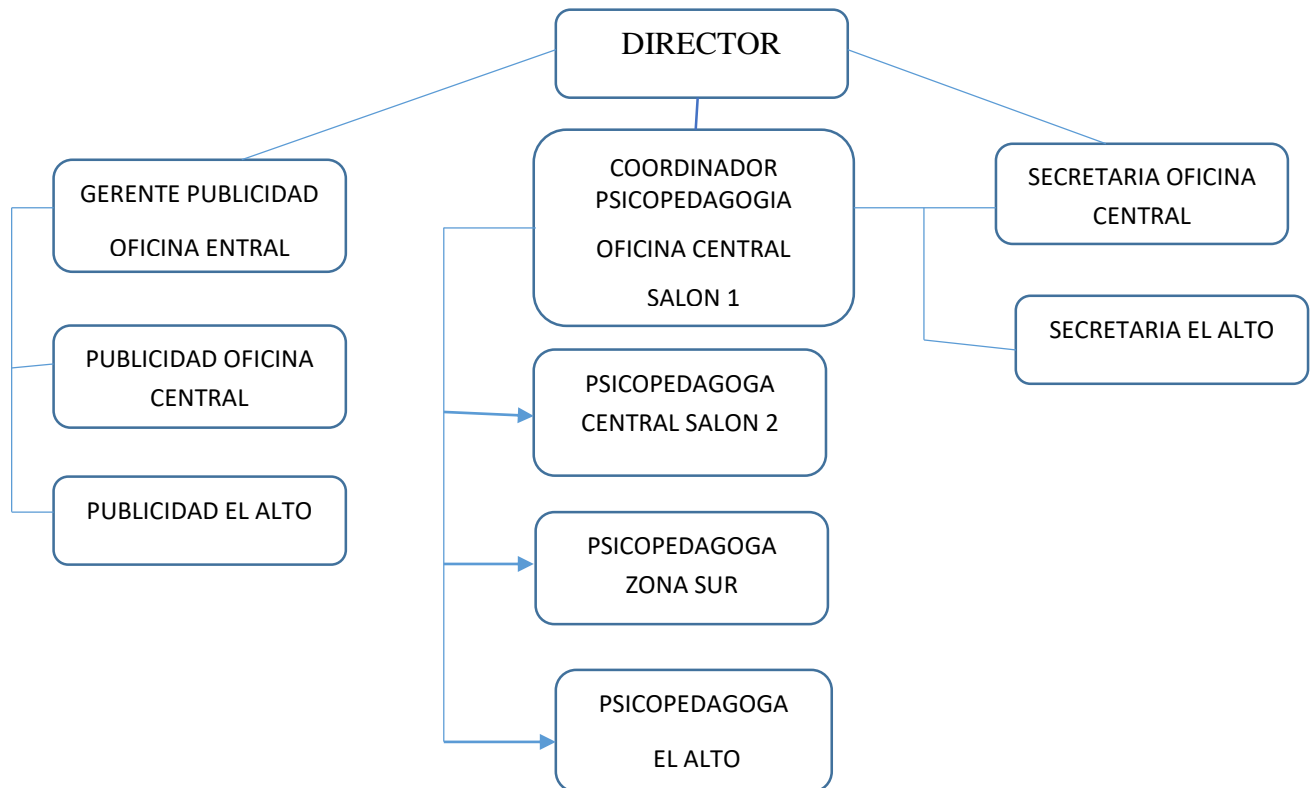 DIRECTOR
GERENTE PUBLICIDAD
OFICINA ENTRAL
PUBLICIDAD OFICINA
CENTRAL
PUBLICIDAD EL ALTO
COORDINADOR
PSICOPEDAGOGIA
OFICINA CENTRAL
SALON 1
PSICOPEDAGOGA
CENTRAL SALON 2
PSICOPEDAGOGA
ZONA SUR
PSICOPEDAGOGA
EL ALTO
SECRETARIA OFICINA
CENTRAL
SECRETARIA EL ALTO